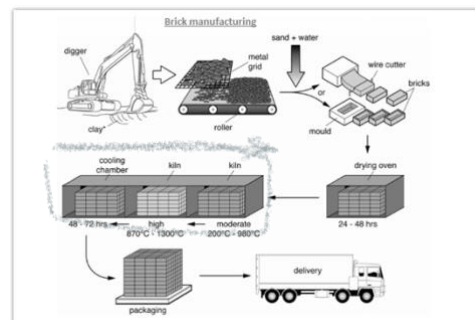 Brick manufacturing
digger
clay*
metal
grid
roller
sand + water
or
wire cutter
bricks
mould
drying oven
24 - 48 hrs
kiln
moderate
200°C - 980°C
kiln
high
870°C - 1300°C
cooling
chamber
48 - 72 hrs
packaging
delivery